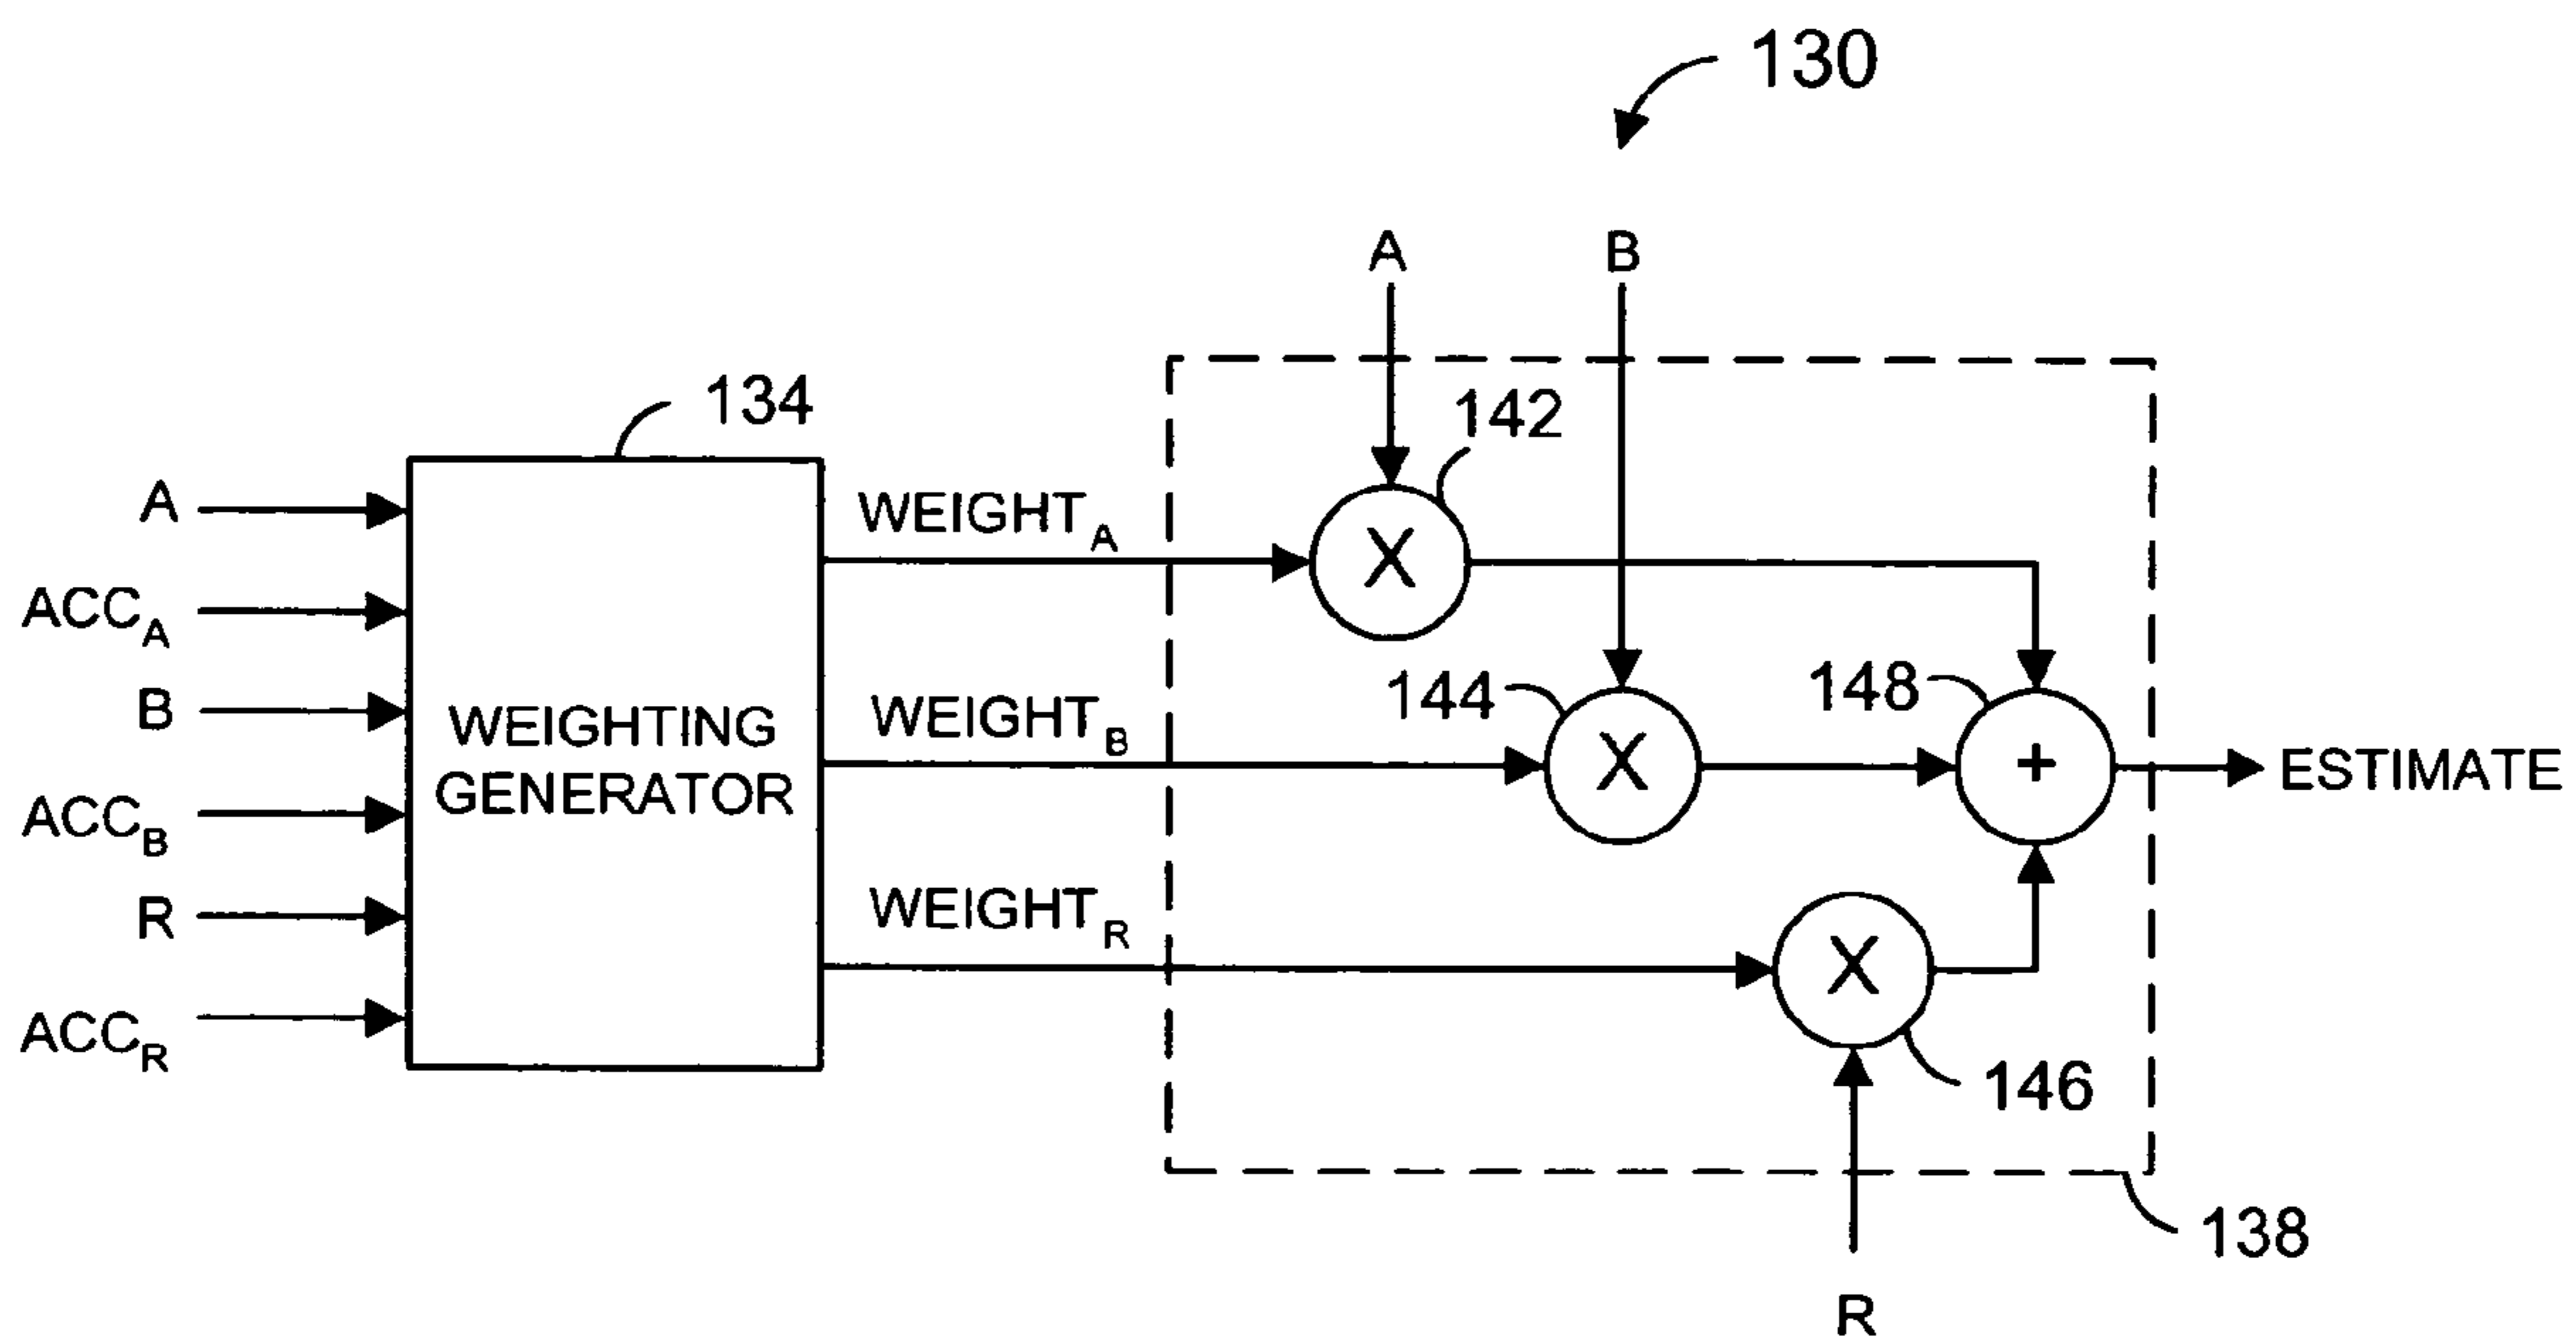 130
A
B
134
142
A
WEIGHT_A
ACC_A
144
148
B
WEIGHTING
GENERATOR
WEIGHT_B
X
X
+
ESTIMATE
ACC_B
R
WEIGHT_R
X
ACC_R
146
138
R